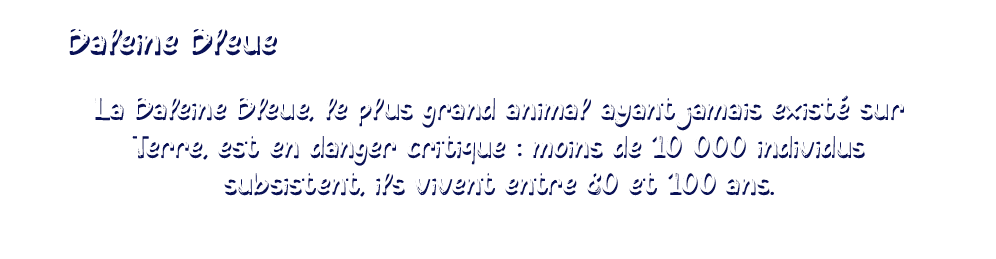 Baleine Bleue
La Baleine Bleue, le plus grand animal ayant jamais existé sur
Terre, est en danger critique : moins de 10 000 individus
subsistent, ils vivent entre 80 et 100 ans.